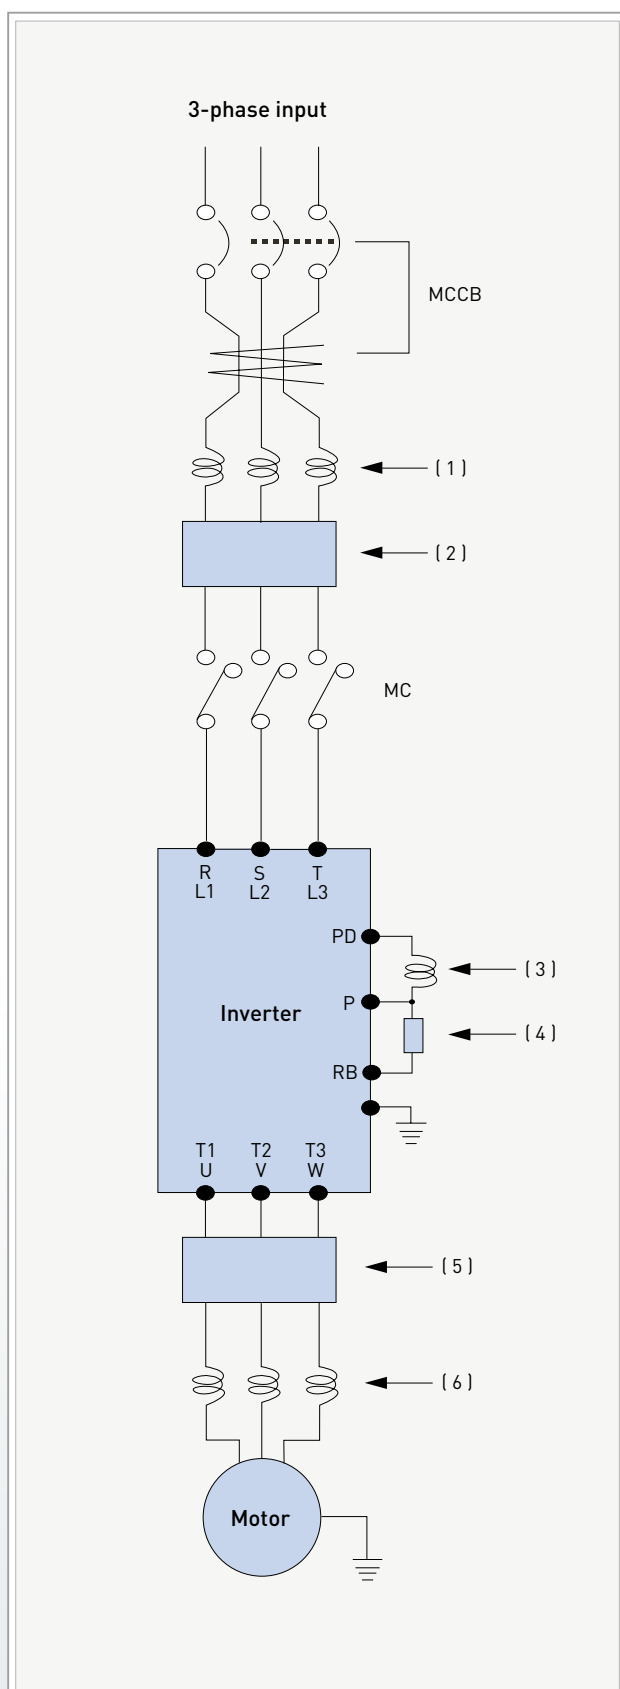 3-phase input
MCCB
( 1 )
( 2 )
MC
R S T
L1 L2 L3
PD
( 3 )
P
Inverter
( 4 )
RB
T1 T2 T3
U V W
( 5 )
( 6 )
Motor